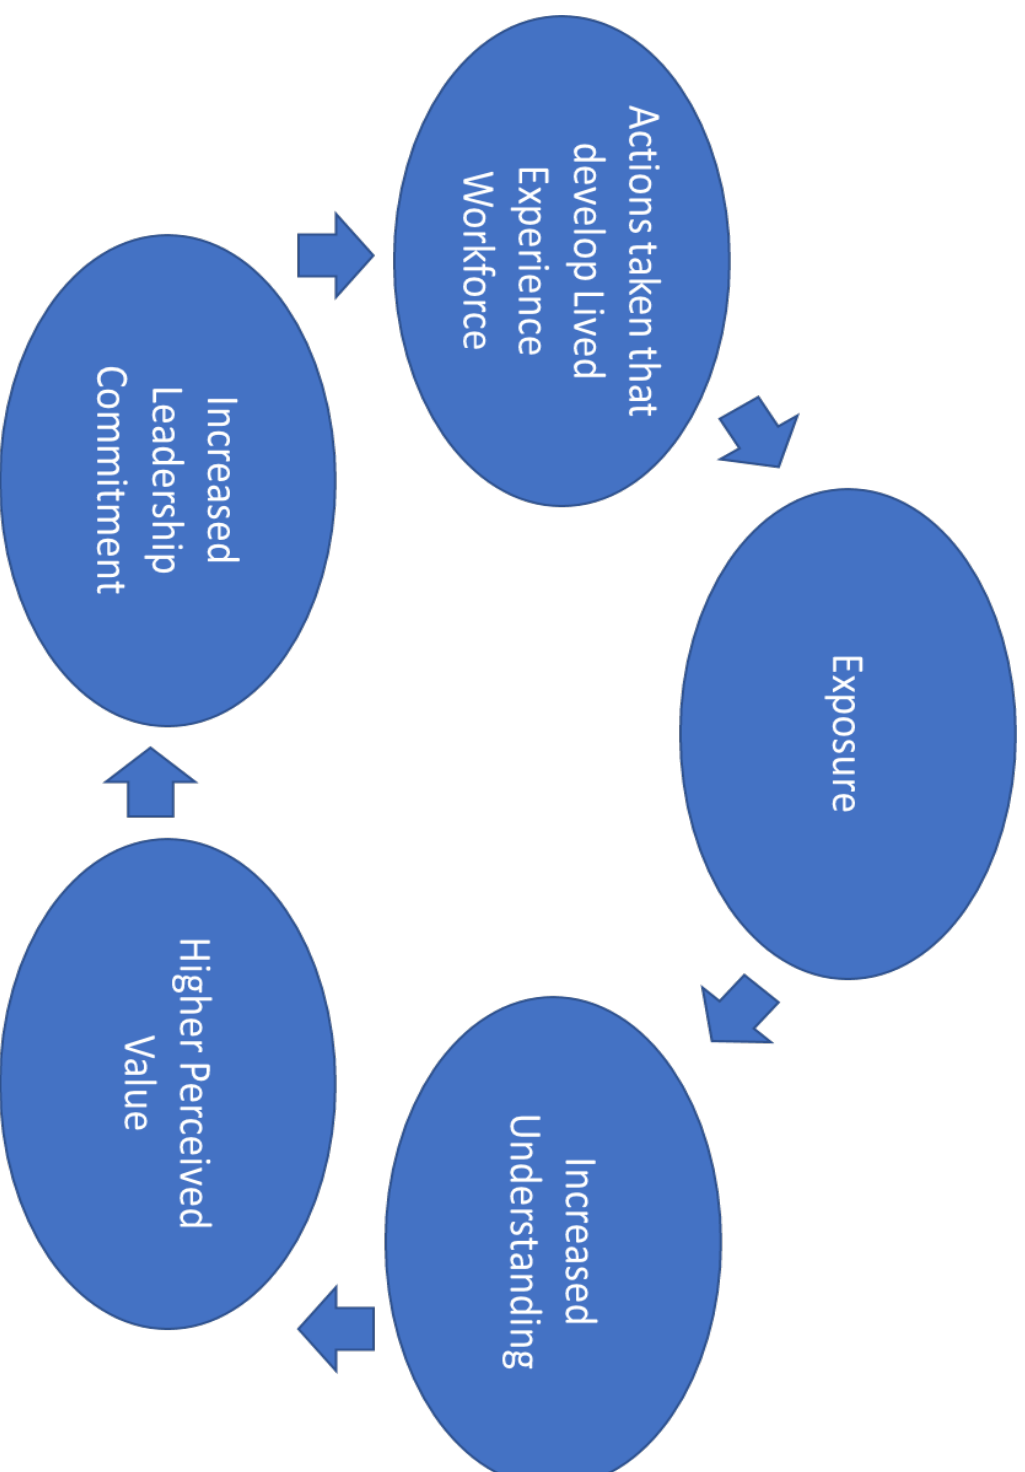 Exposure
Actions taken that
develop Lived
Experience
Workforce
Increased
Understanding
Increased
Leadership
Commitment
Higher Perceived
Value